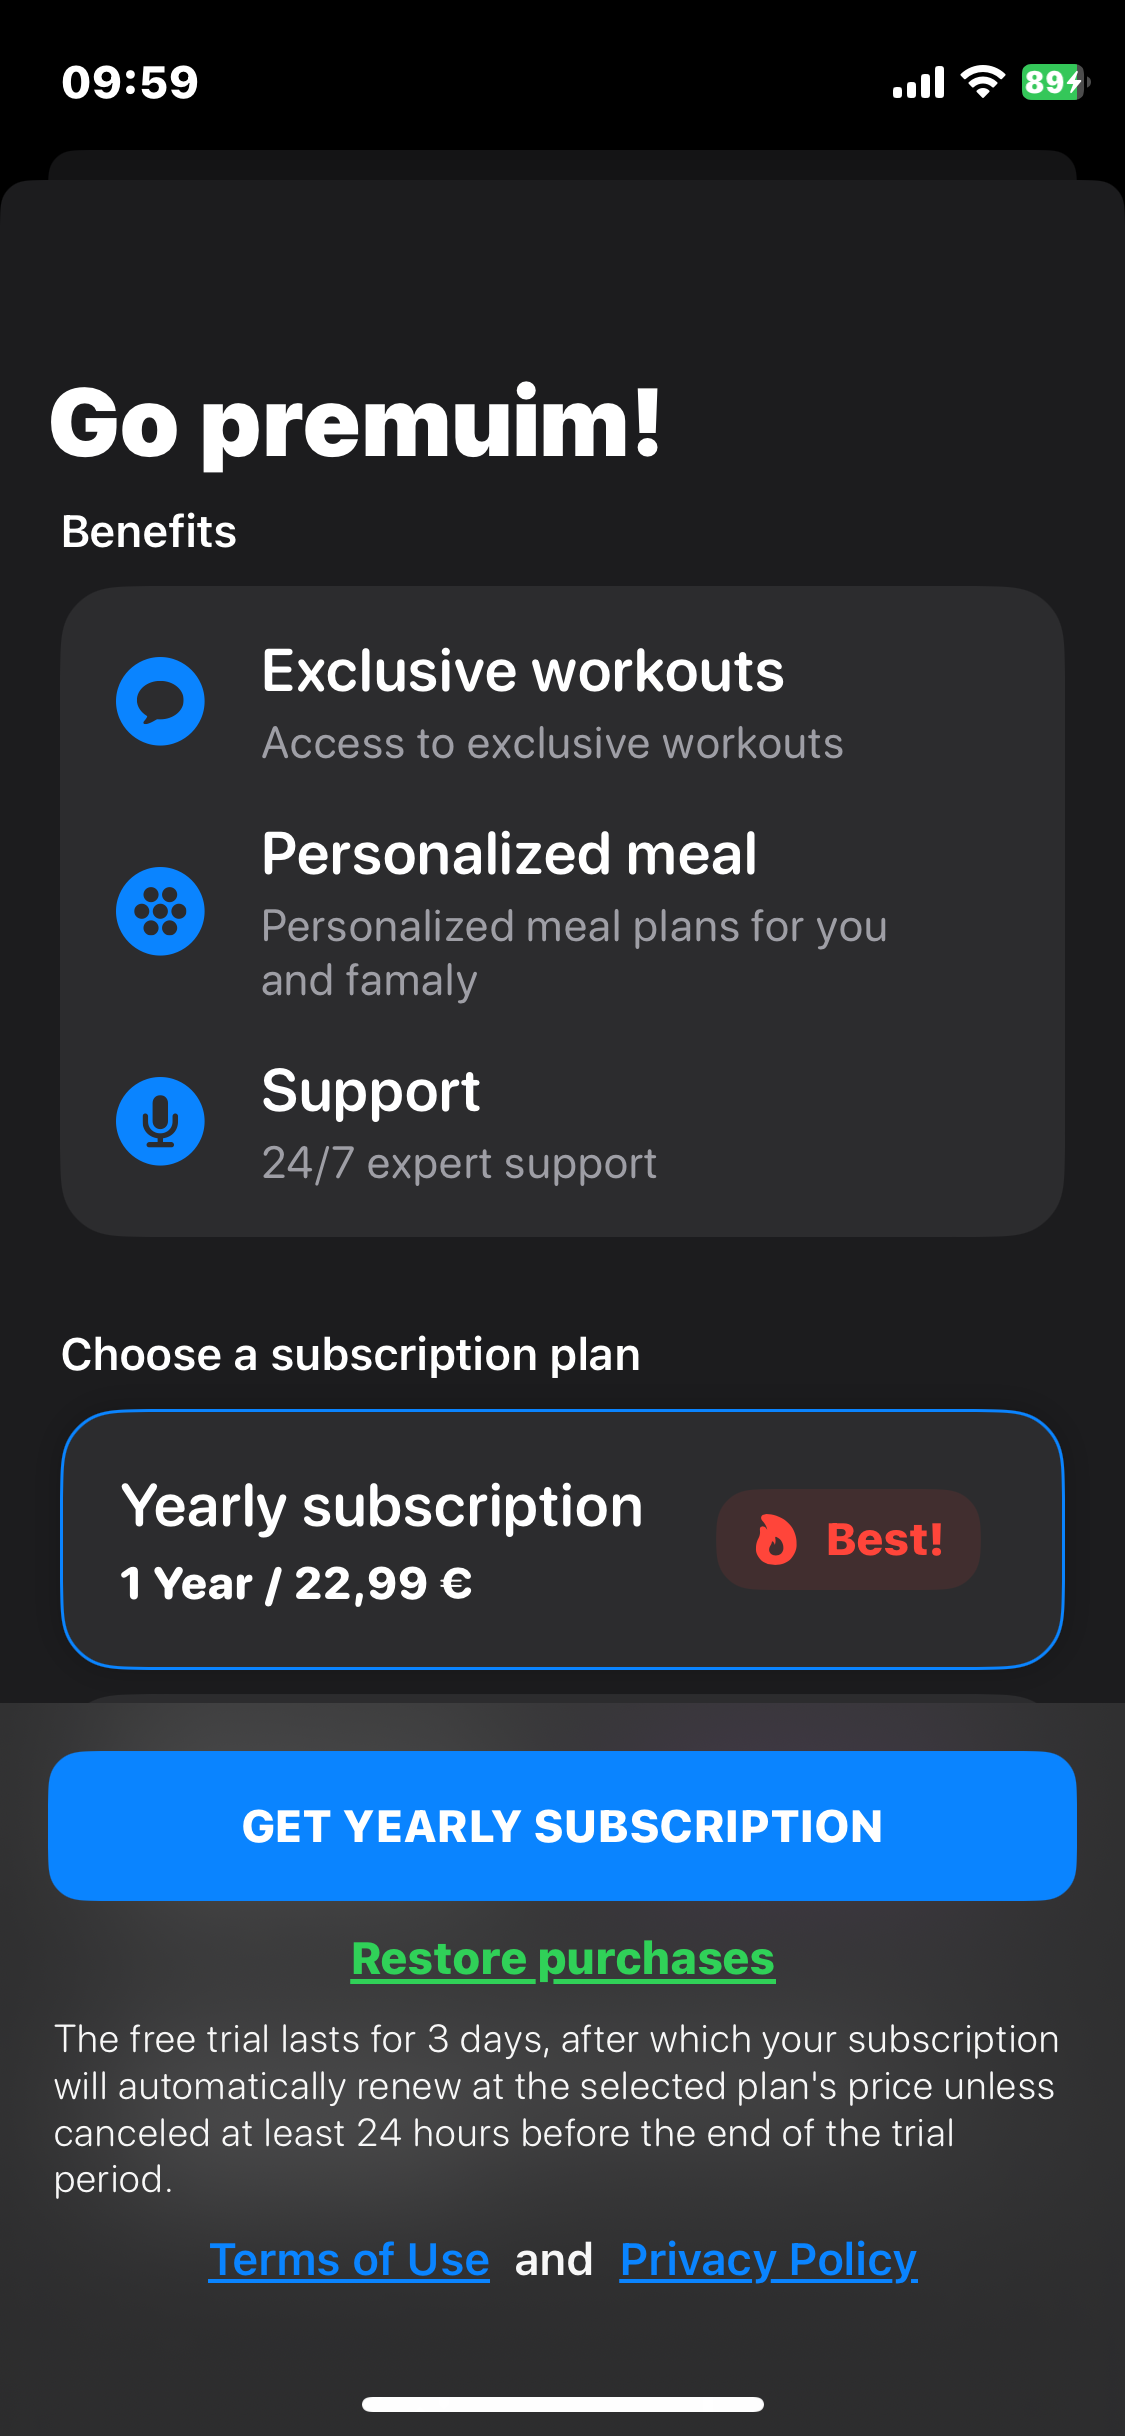 09:59
89
Go premuim!
Benefits
Exclusive workouts
Access to exclusive workouts
Personalized meal
Personalized meal plans for you
and famaly
Support
24/7 expert support
Choose a subscription plan
Yearly subscription
1 Year / 22,99 €
Best!
GET YEARLY SUBSCRIPTION
Restore purchases
The free trial lasts for 3 days, after which your subscription
will automatically renew at the selected plan's price unless
canceled at least 24 hours before the end of the trial
period.
Terms of Use and Privacy Policy